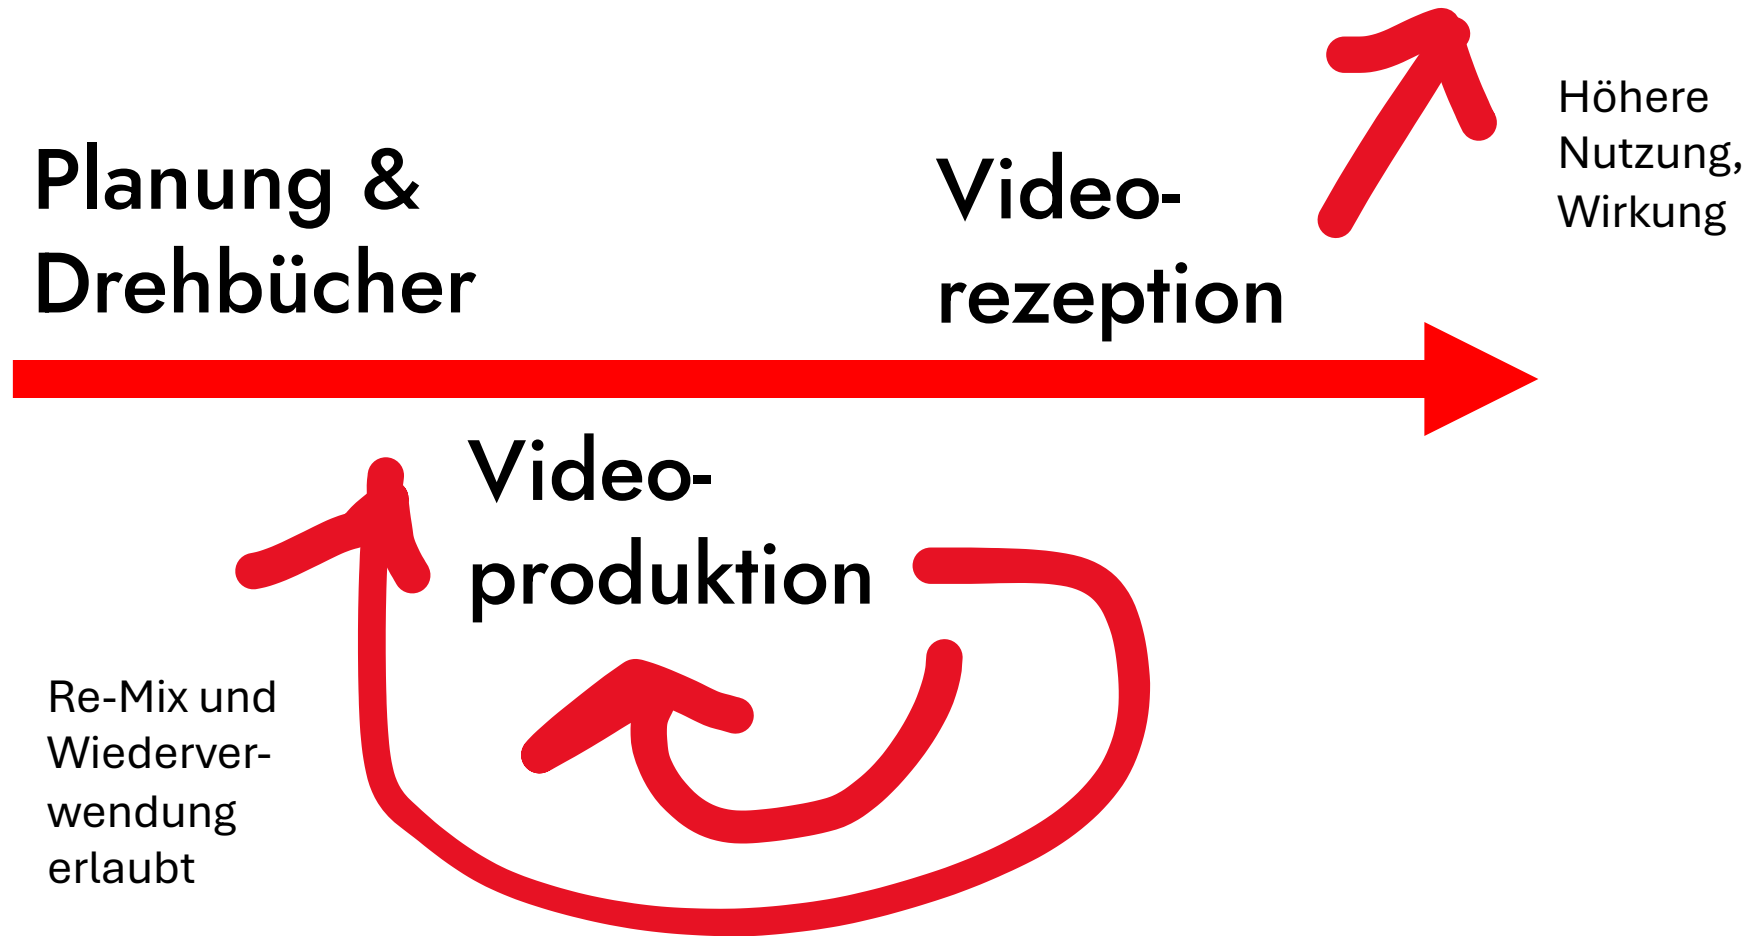 Planung &
Drehbücher
Video-
rezeption
Höhere
Nutzung,
Wirkung
Video-
produktion
Re-Mix und
Wiederver-
wendung
erlaubt